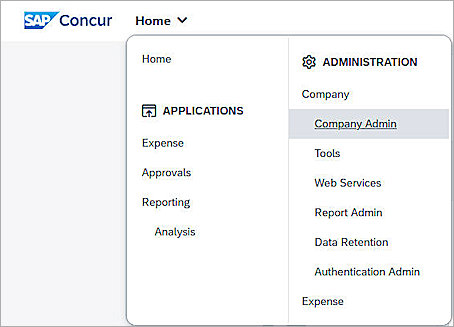 SAP Concur Home
Home
APPLICATIONS
Expense
Approvals
Reporting
Analysis
ADMINISTRATION
Company
Company Admin
Tools
Web Services
Report Admin
Data Retention
Authentication Admin
Expense